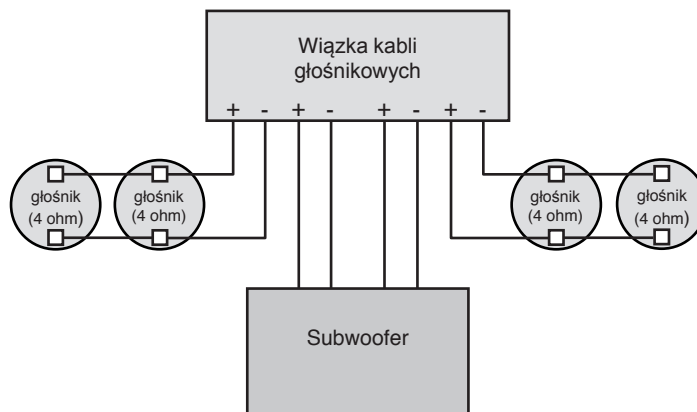 Wiązka kabli
głośnikowych
+ - + - + - + -
głośnik
(4 ohm)
głośnik
(4 ohm)
głośnik
(4 ohm)
głośnik
(4 ohm)
Subwoofer